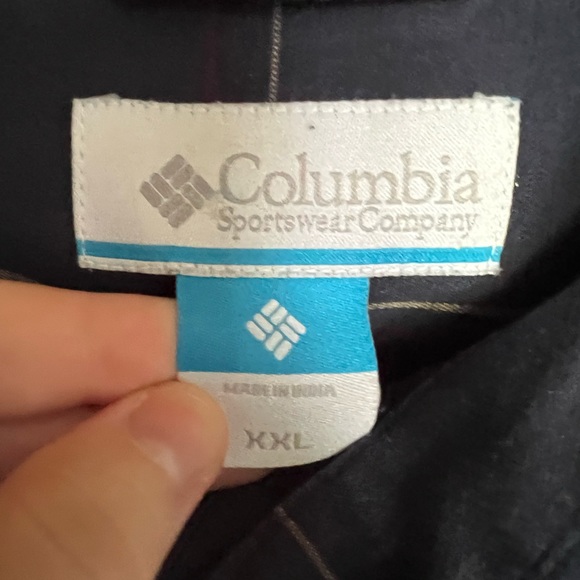 Columbia
Sportswear Company
MADE IN INDIA
XXL